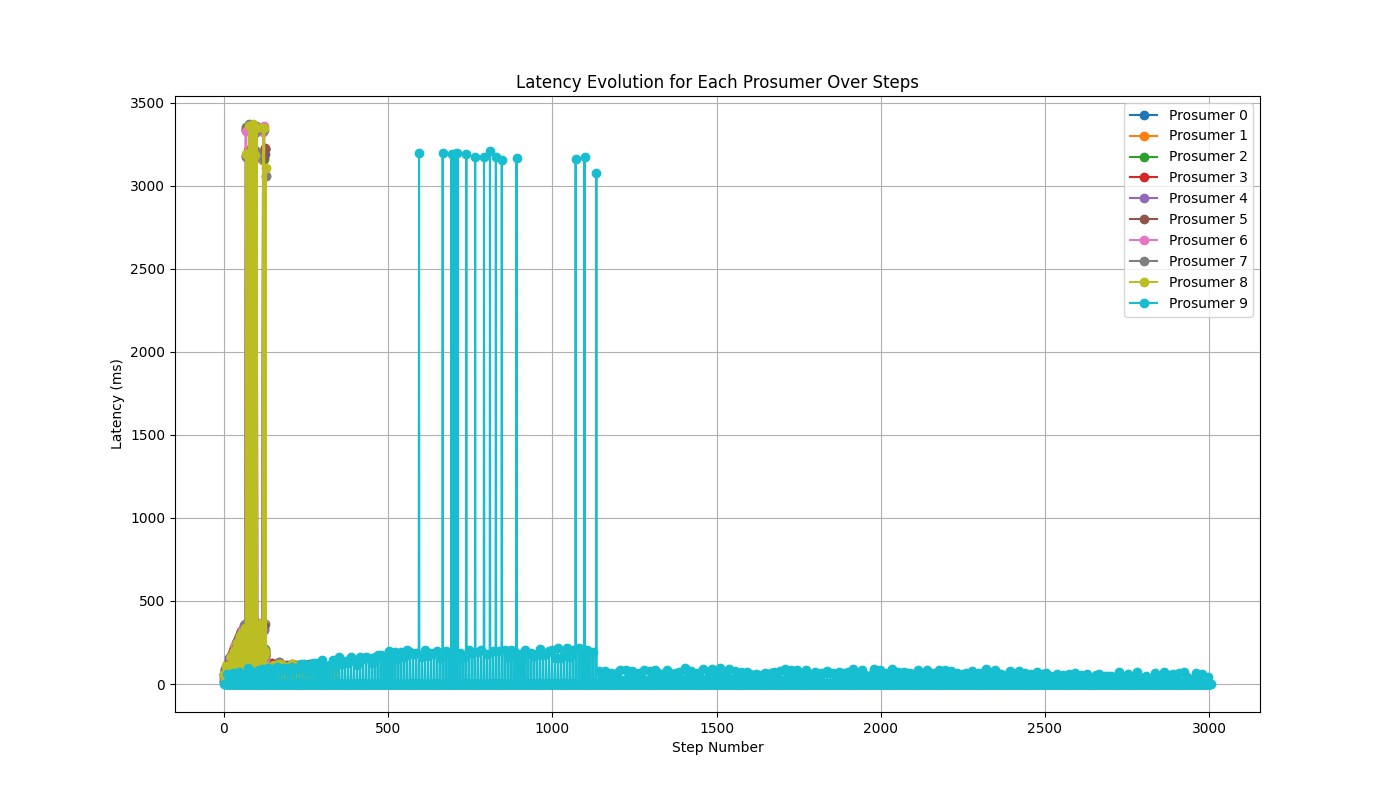 Latency Evolution for Each Prosumer Over Steps
3500
3000
2500
2000
1500
1000
500
0
Latency (ms)
0 500 1000 1500 2000 2500 3000
Step Number
Prosumer 0
Prosumer 1
Prosumer 2
Prosumer 3
Prosumer 4
Prosumer 5
Prosumer 6
Prosumer 7
Prosumer 8
Prosumer 9